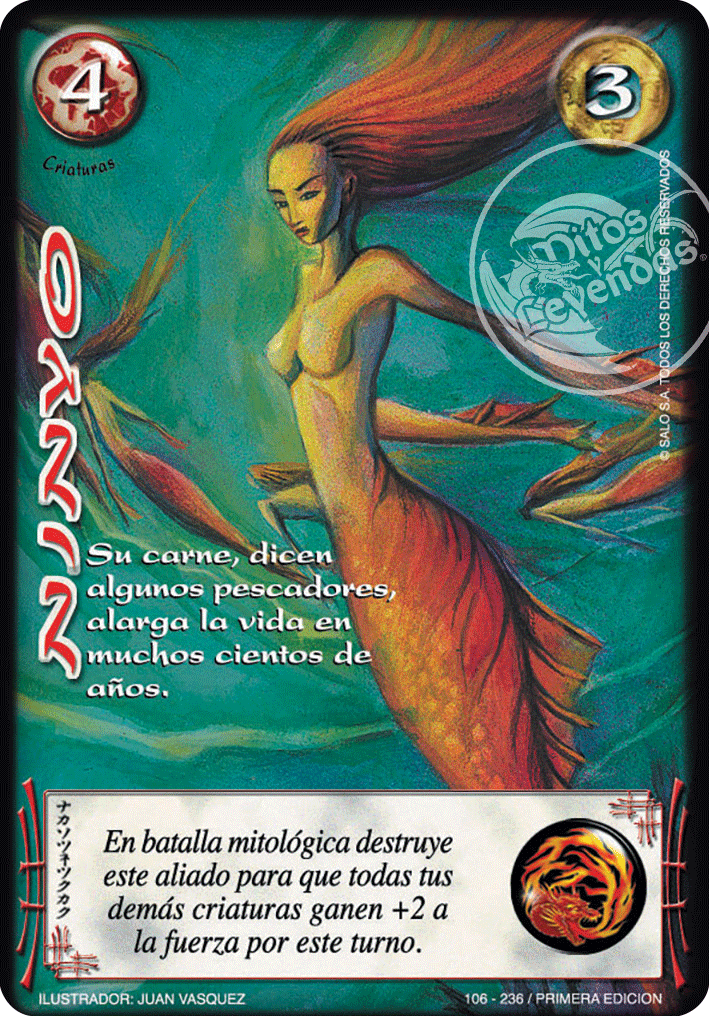 4
3
Criaturas
Mitos
y
Leyendas
®
© SALO S.A. TODOS LOS DERECHOS RESERVADOS
NINYO
Su carne, dicen
algunos pescadores,
alarga la vida en
muchos cientos de
años.
ナカソツネツクカク
En batalla mitológica destruye
este aliado para que todas tus
demás criaturas ganen +2 a
la fuerza por este turno.
ILUSTRADOR: JUAN VASQUEZ
106 - 236 / PRIMERA EDICION